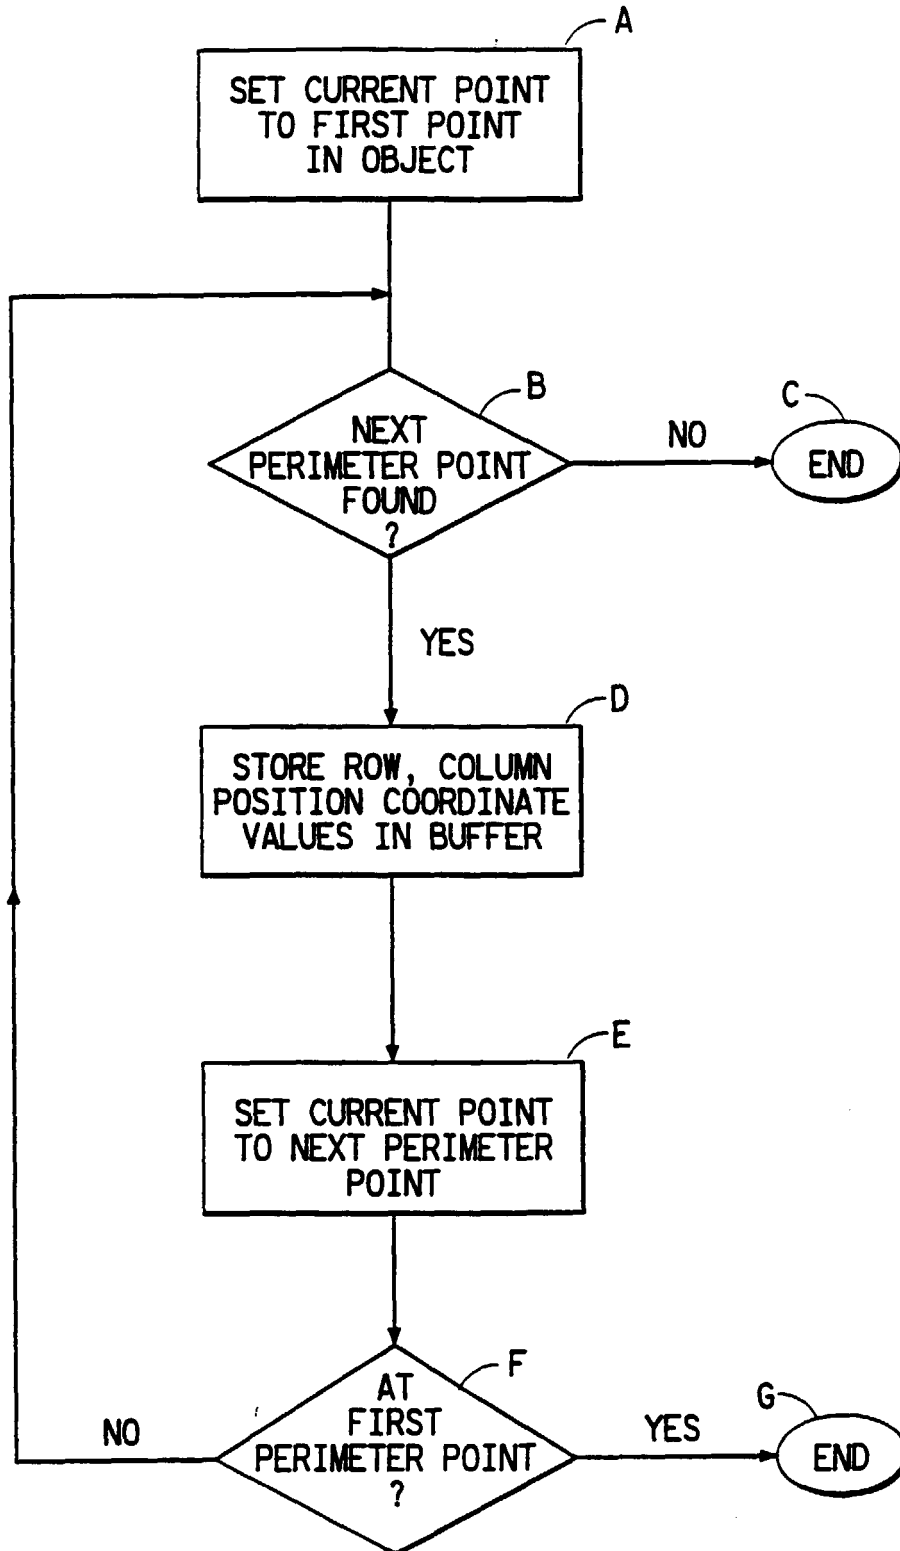 A
SET CURRENT POINT
TO FIRST POINT
IN OBJECT
B
NEXT
PERIMETER POINT
FOUND
?
NO
C
END
YES
D
STORE ROW, COLUMN
POSITION COORDINATE
VALUES IN BUFFER
E
SET CURRENT POINT
TO NEXT PERIMETER
POINT
F
AT
FIRST
PERIMETER POINT
?
NO
YES
G
END